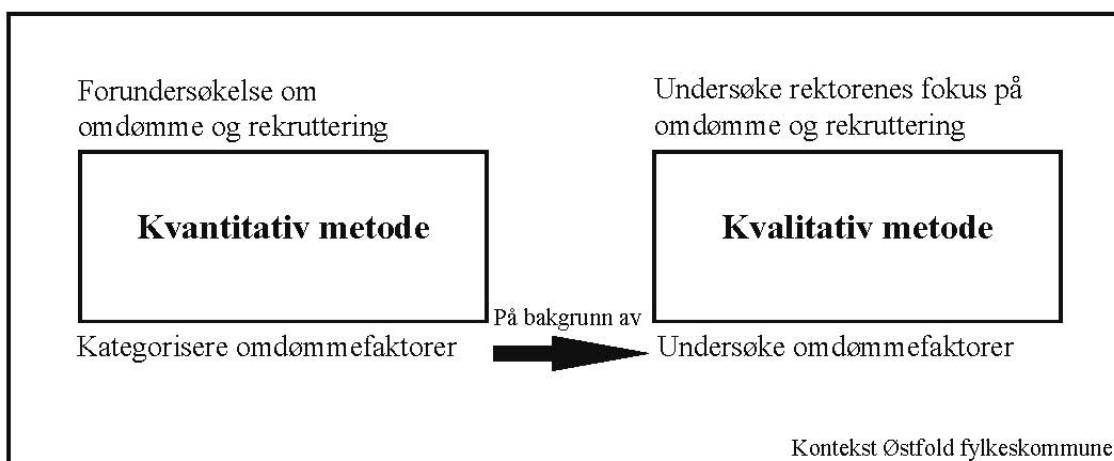 Forundersøkelse om
omdømme og rekruttering
Kvantitativ metode
Kategorisere omdømmefaktorer
På bakgrunn av
Undersøke rektorenes fokus på
omdømme og rekruttering
Kvalitativ metode
Undersøke omdømmefaktorer
Kontekst Østfold fylkeskommune